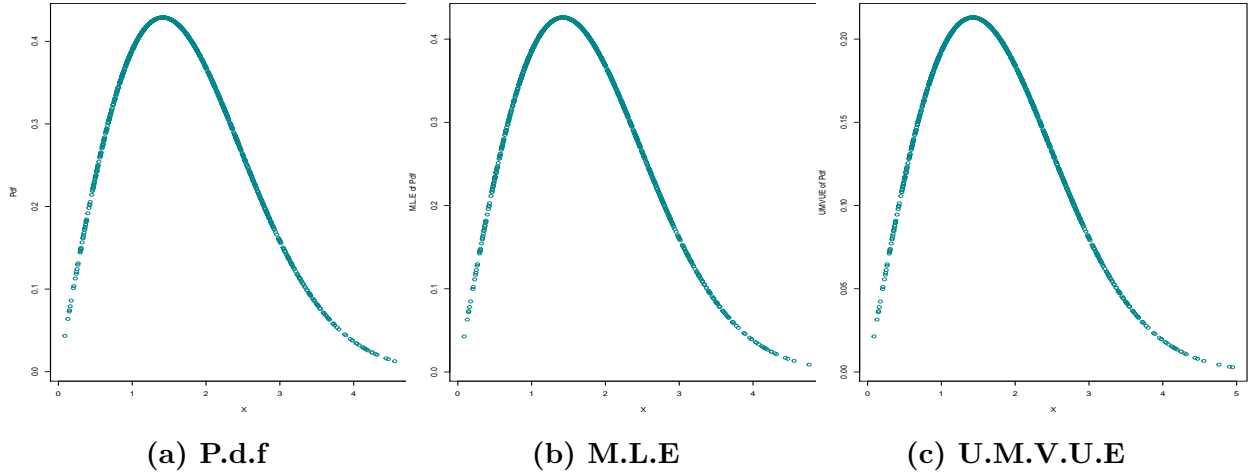 Pdf
0.4
0.3
0.2
0.1
0.0
0 1 2 3 4
X
M.L.E of Pdf
0.4
0.3
0.2
0.1
0.0
0 1 2 3 4
X
UMVUE of Pdf
0.20
0.15
0.10
0.05
0.00
0 1 2 3 4 5
X
(a) P.d.f (b) M.L.E (c) U.M.V.U.E